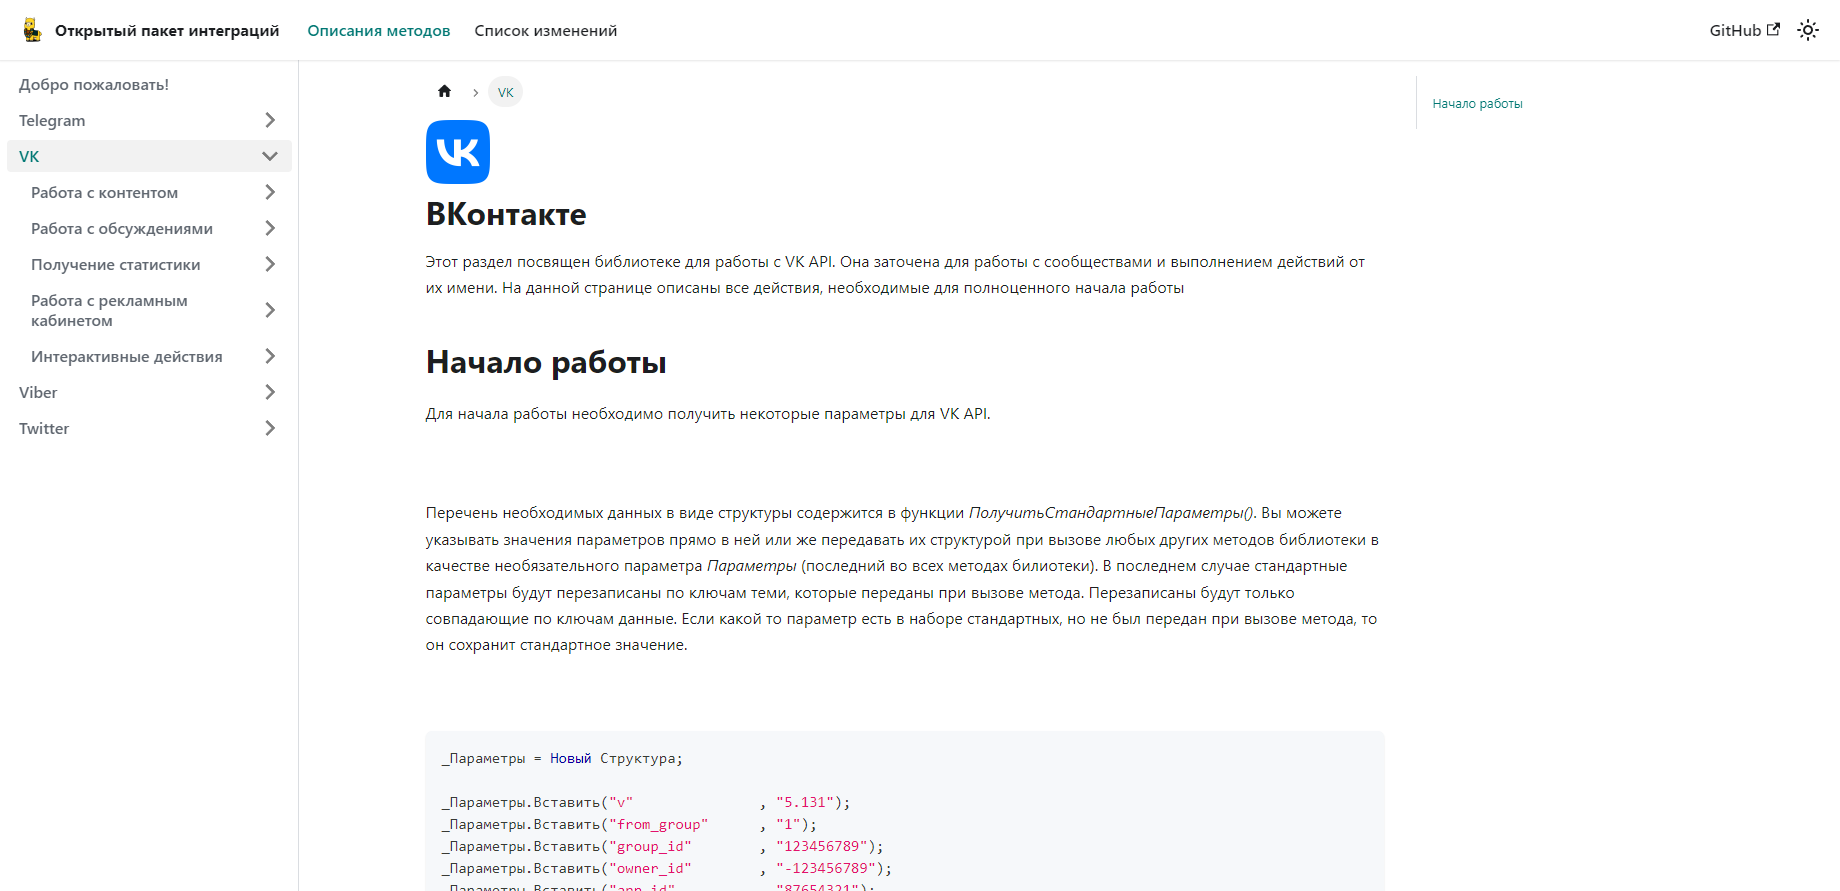 Открытый пакет интеграций
Описания методов
Список изменений
GitHub
Добро пожаловать!
Telegram
VK
Работа с контентом
Работа с обсуждениями
Получение статистики
Работа с рекламным
кабинетом
Интерактивные действия
Viber
Twitter
VK
ВКонтакте
Этот раздел посвящен библиотеке для работы с VK API. Она заточена для работы с сообществами и выполнением действий от
их имени. На данной странице описаны все действия, необходимые для полноценного начала работы
Начало работы
Для начала работы необходимо получить некоторые параметры для VK API.
Перечень необходимых данных в виде структуры содержится в функции ПолучитьСтандартныеПараметры(). Вы можете
указывать значения параметров прямо в ней или же передавать их структурой при вызове любых других методов библиотеки в
качестве необязательного параметра Параметры (последний во всех методах билиотеки). В последнем случае стандартные
параметры будут перезаписаны по ключам теми, которые переданы при вызове метода. Перезаписаны будут только
совпадающие по ключам данные. Если какой то параметр есть в наборе стандартных, но не был передан при вызове метода, то
он сохранит стандартное значение.
_Параметры = Новый Структура;
_Параметры.Вставить("v" , "5.131");
_Параметры.Вставить("from_group" , "1");
_Параметры.Вставить("group_id" , "123456789");
_Параметры.Вставить("owner_id" , "-123456789");
_Параметры.Вставить("app_id" , "87654321");
Начало работы